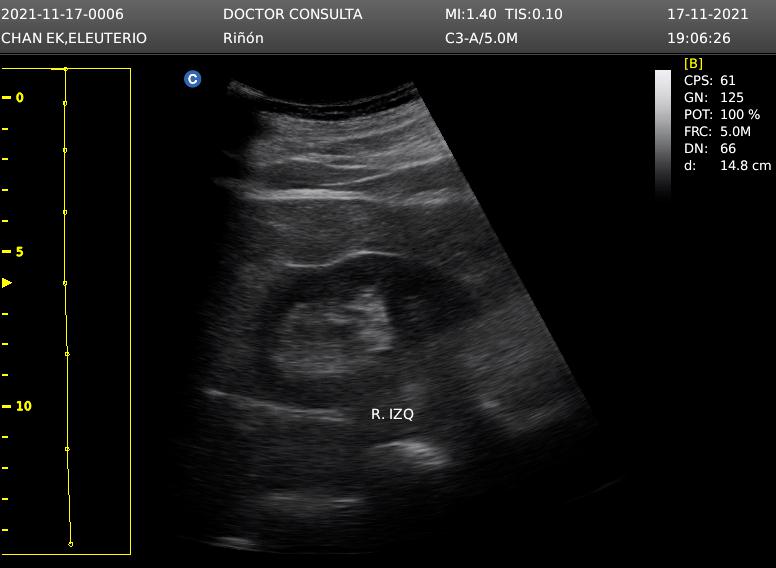 2021-11-17-0006 DOCTOR CONSULTA MI:1.40 TIS:0.10 17-11-2021
CHAN EK,ELEUTERIO Riñón C3-A/5.0M 19:06:26
C
[B]
CPS: 61
GN: 125
POT: 100 %
FRC: 5.0M
DN: 66
d: 14.8 cm
0
5
10
R. IZQ